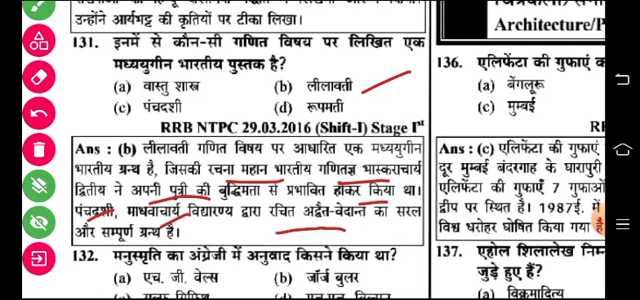 उन्होंने आर्यभट्ट की कृतियों पर टीका लिखा।
131. इनमें से कौन-सी गणित विषय पर लिखित एक
मध्ययुगीन भारतीय पुस्तक है?
(a) वास्तु शास्त्र (b) लीलावती
(c) पंचदशी (d) रूपमती
RRB NTPC 29.03.2016 (Shift-I) Stage Iˢᵗ
Ans : (b) लीलावती गणित विषय पर आधारित एक मध्ययुगीन
भारतीय ग्रन्थ है, जिसकी रचना महान भारतीय गणितज्ञ भास्कराचार्य
द्वितीय ने अपनी पुत्री की बुद्धिमता से प्रभावित होकर किया था।
पंचदशी, माधवाचार्य विद्यारण्य द्वारा रचित अद्वैत-वेदान्त का सरल
और सम्पूर्ण ग्रन्थ है।
132. मनुस्मृति का अंग्रेजी में अनुवाद किसने किया था?
(a) एच. जी. वेल्स (b) जॉर्ज बुलर
Architecture/P
136. एलिफेंटा की गुफाएं क
(a) बेंगलूरू
(c) मुम्बई
Ans: (c) एलिफेंटा की गुफाएं
दूर मुम्बई बंदरगाह के घारापुरी
एलिफेंटा की गुफाएँ 7 गुफाओं
द्वीप पर स्थित है। 1987ई. में
विश्व धरोहर घोषित किया गया है
137. एहोल शिलालेख निम
जुड़े हुए हैं?
(a) विक्रमादित्य